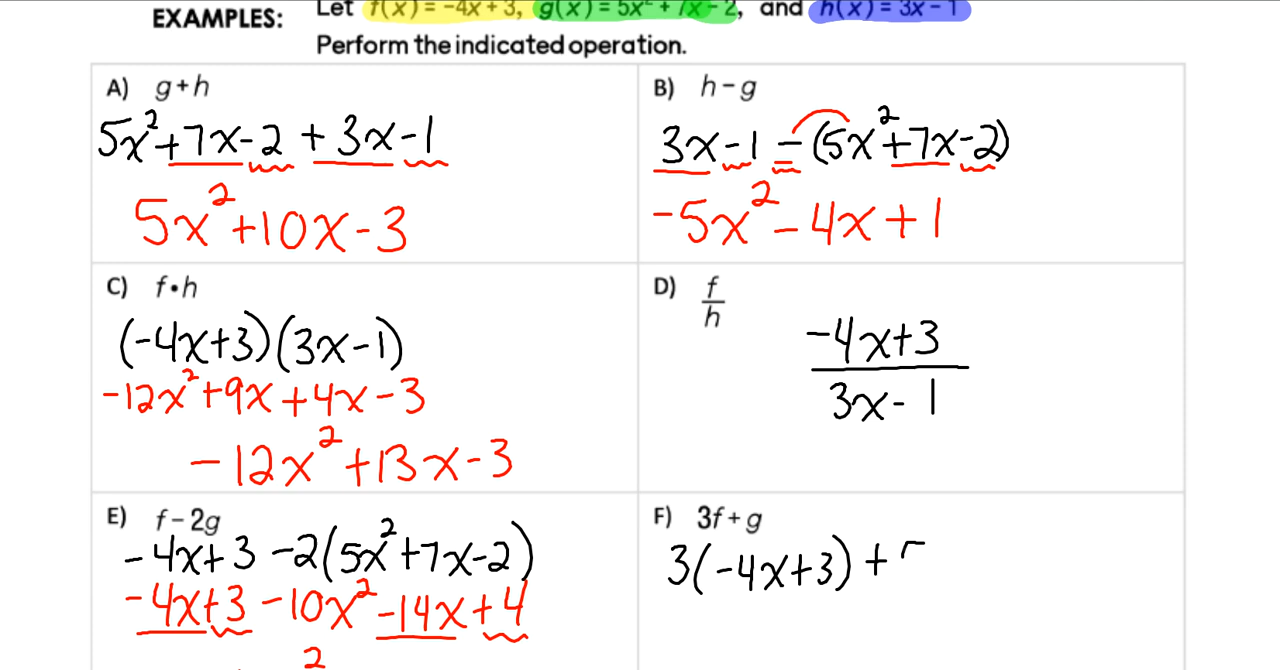 EXAMPLES: Let f(x) = -4x + 3, g(x) = 5x² + 7x - 2, and h(x) = 3x - 1
Perform the indicated operation.
A) g + h
5x² + 7x - 2 + 3x - 1
5x² + 10x - 3
B) h - g
3x - 1 - (5x² + 7x - 2)
-5x² - 4x + 1
C) f • h
(-4x + 3)(3x - 1)
-12x² + 9x + 4x - 3
-12x² + 13x - 3
D) f/h
-4x + 3
3x - 1
E) f - 2g
-4x + 3 - 2(5x² + 7x - 2)
-4x + 3 - 10x² - 14x + 4
2
F) 3f + g
3(-4x + 3) +